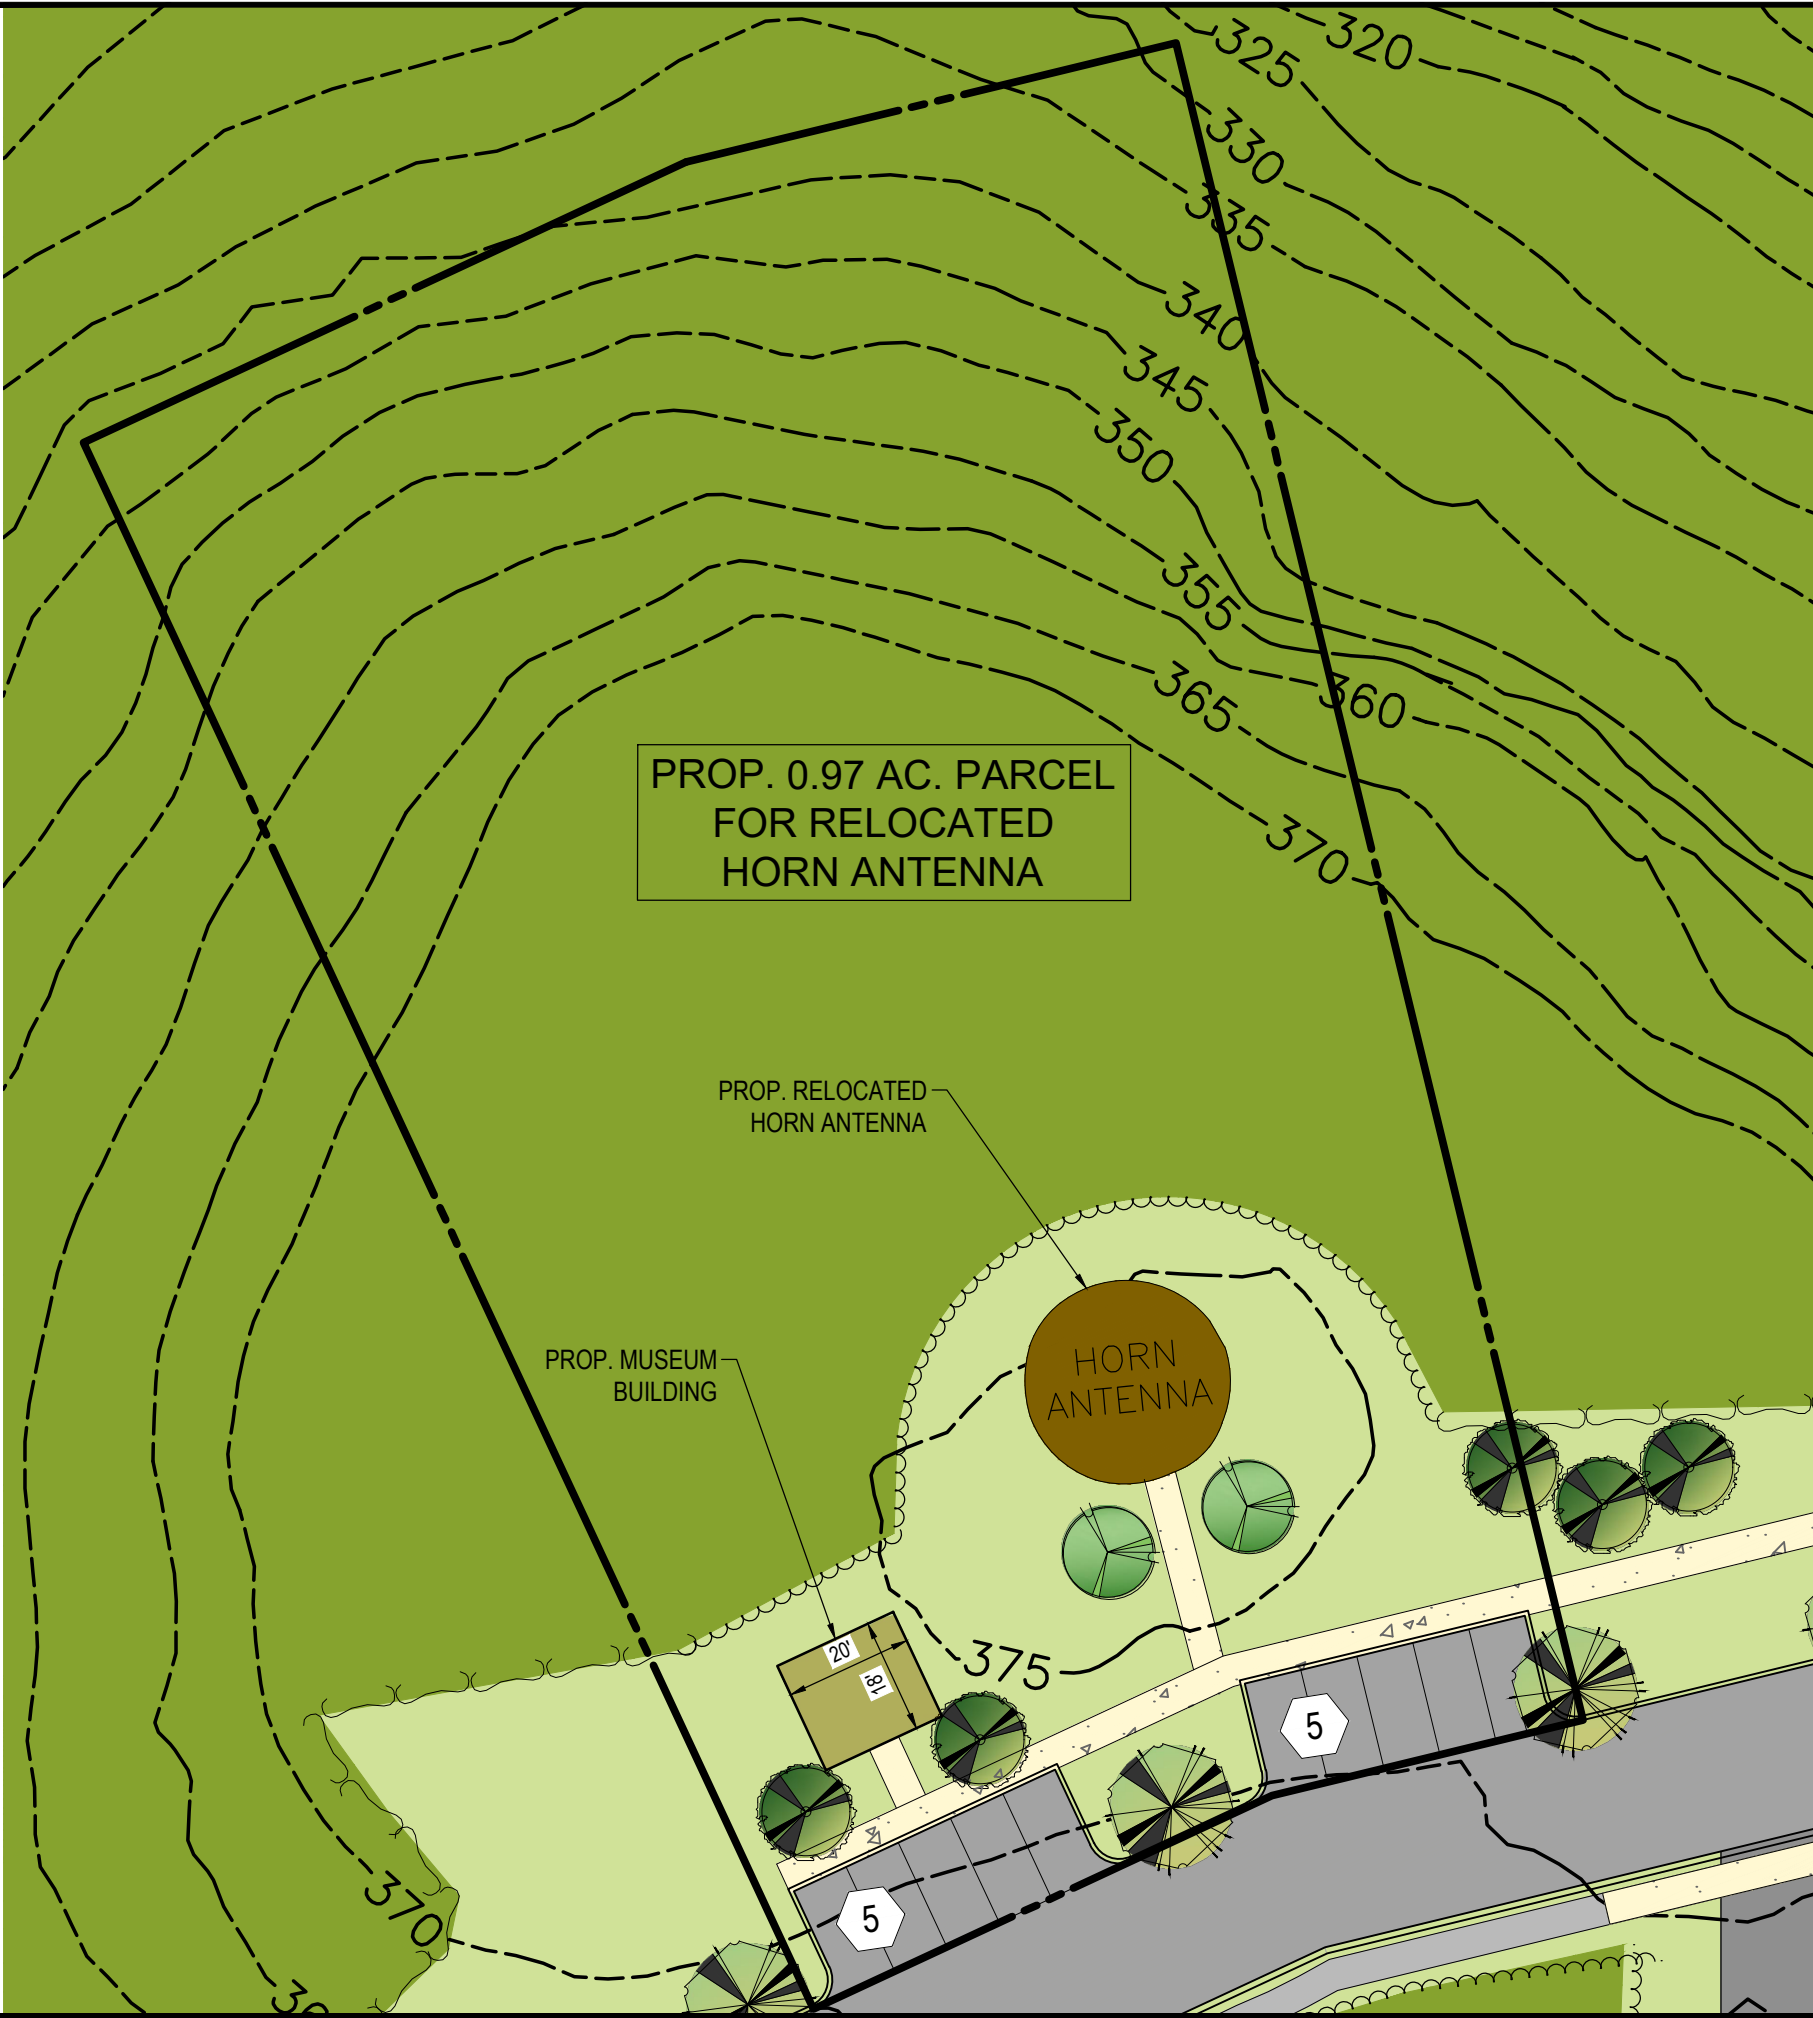 320
325
330
335
340
345
350
355
360
365
PROP. 0.97 AC. PARCEL
FOR RELOCATED
HORN ANTENNA
370
PROP. RELOCATED
HORN ANTENNA
HORN
ANTENNA
PROP. MUSEUM
BUILDING
20'
18'
375
5
5
370